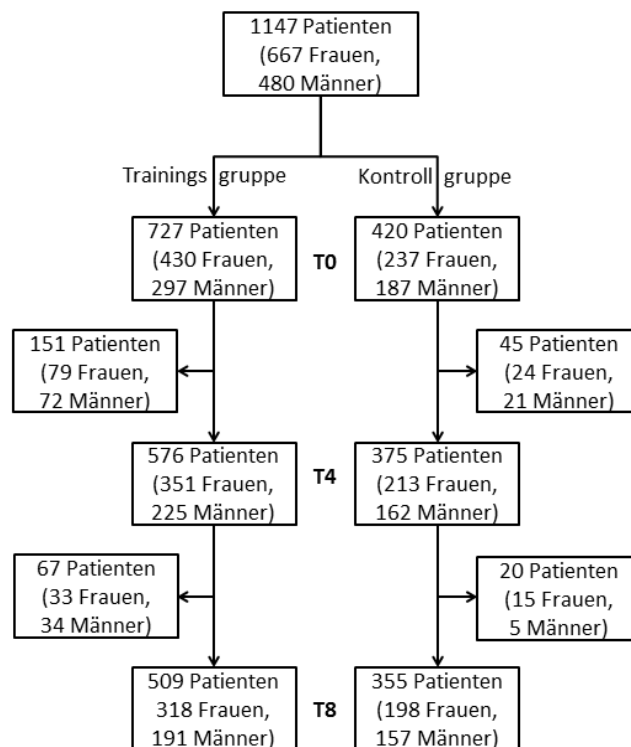 1147 Patienten
(667 Frauen,
480 Männer)
Trainings gruppe
Kontroll gruppe
727 Patienten
(430 Frauen,
297 Männer)
T0
420 Patienten
(237 Frauen,
187 Männer)
151 Patienten
(79 Frauen,
72 Männer)
45 Patienten
(24 Frauen,
21 Männer)
576 Patienten
(351 Frauen,
225 Männer)
T4
375 Patienten
(213 Frauen,
162 Männer)
67 Patienten
(33 Frauen,
34 Männer)
20 Patienten
(15 Frauen,
5 Männer)
509 Patienten
318 Frauen,
191 Männer)
T8
355 Patienten
(198 Frauen,
157 Männer)